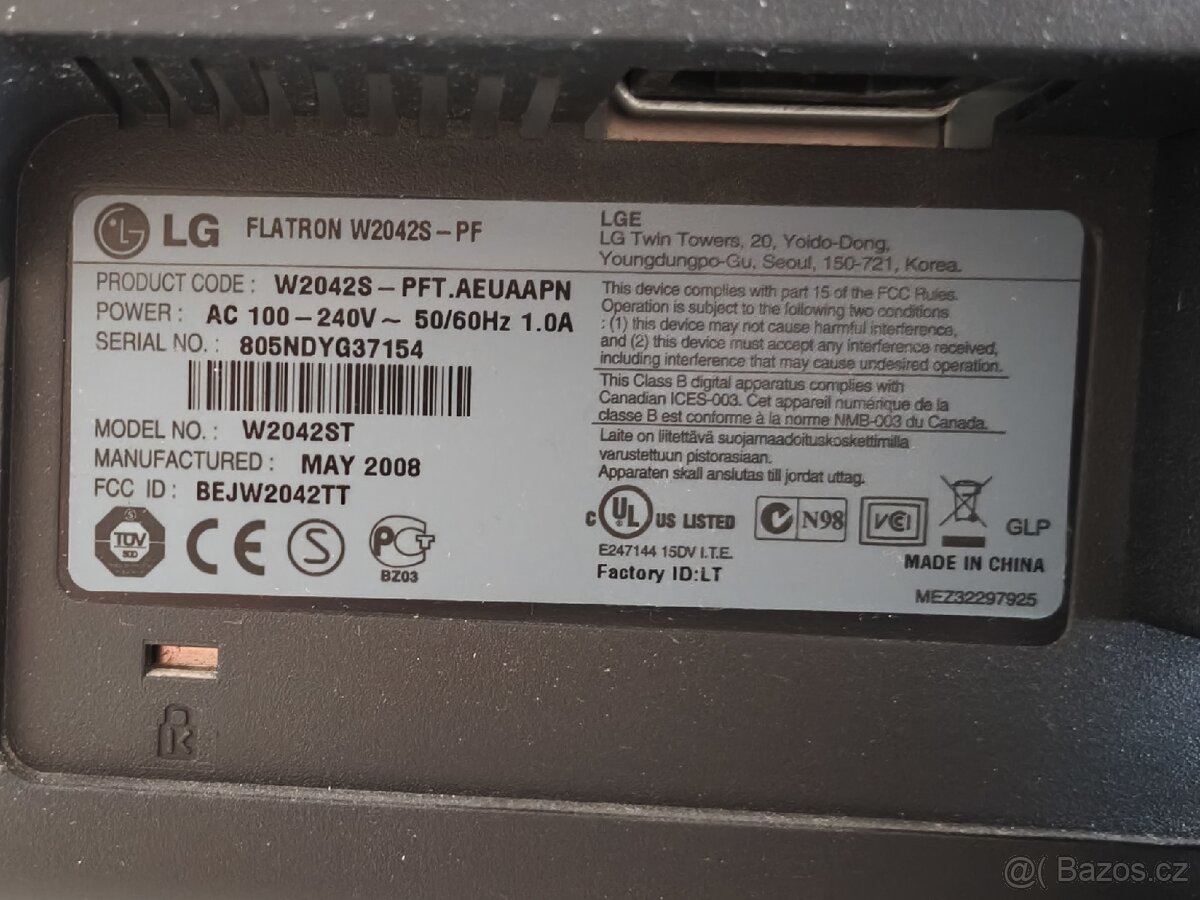 LG FLATRON W2042S-PF
PRODUCT CODE : W2042S-PFT.AEUAAPN
POWER : AC 100-240V~ 50/60Hz 1.0A
SERIAL NO. : 805NDYG37154
MODEL NO. : W2042ST
MANUFACTURED : MAY 2008
FCC ID : BEJW2042TT
TÜV
CE
S
PCT
BZ03
LGE
LG Twin Towers, 20, Yoido-Dong,
Youngdungpo-Gu, Seoul, 150-721, Korea.
This device complies with part 15 of the FCC Rules.
Operation is subject to the following two conditions
: (1) this device may not cause harmful interference,
and (2) this device must accept any interference received,
including interference that may cause undesired operation.
This Class B digital apparatus complies with
Canadian ICES-003. Cet appareil numérique de la
classe B est conforme à la norme NMB-003 du Canada.
Laite on liitettävä suojamaadoituskoskettimilla
varustettuun pistorasiaan.
Apparaten skall anslutas till jordat uttag.
C UL US LISTED
N98
VCCI
GLP
E247144 15DV I.T.E.
Factory ID:LT
MADE IN CHINA
MEZ32297925
K
@( Bazos.cz